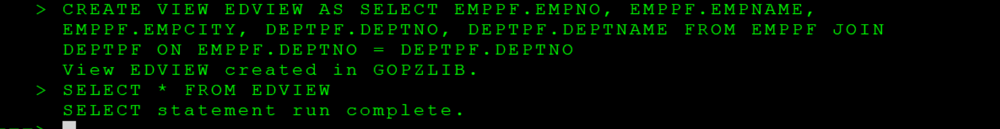 > CREATE VIEW EDVIEW AS SELECT EMPPF.EMPNO, EMPPF.EMPNAME,
EMPPF.EMPCITY, DEPTPF.DEPTNO, DEPTPF.DEPTNAME FROM EMPPF JOIN
DEPTPF ON EMPPF.DEPTNO = DEPTPF.DEPTNO
View EDVIEW created in GOPZLIB.
> SELECT * FROM EDVIEW
SELECT statement run complete.
===>